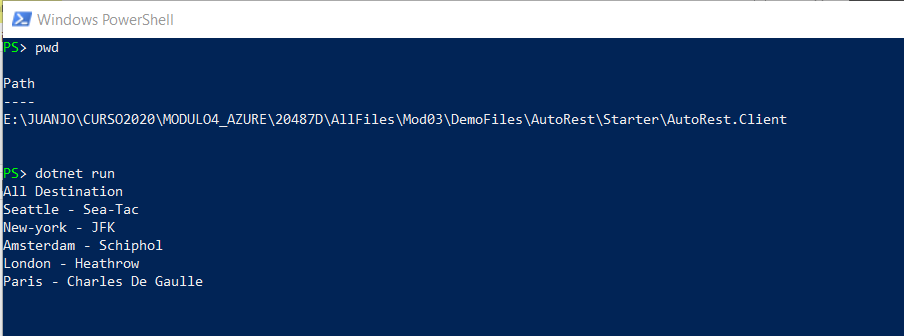 Windows PowerShell
PS> pwd
Path
----
E:\JUANJO\CURSO2020\MODULO4_AZURE\20487D\AllFiles\Mod03\DemoFiles\AutoRest\Starter\AutoRest.Client
PS> dotnet run
All Destination
Seattle - Sea-Tac
New-york - JFK
Amsterdam - Schiphol
London - Heathrow
Paris - Charles De Gaulle